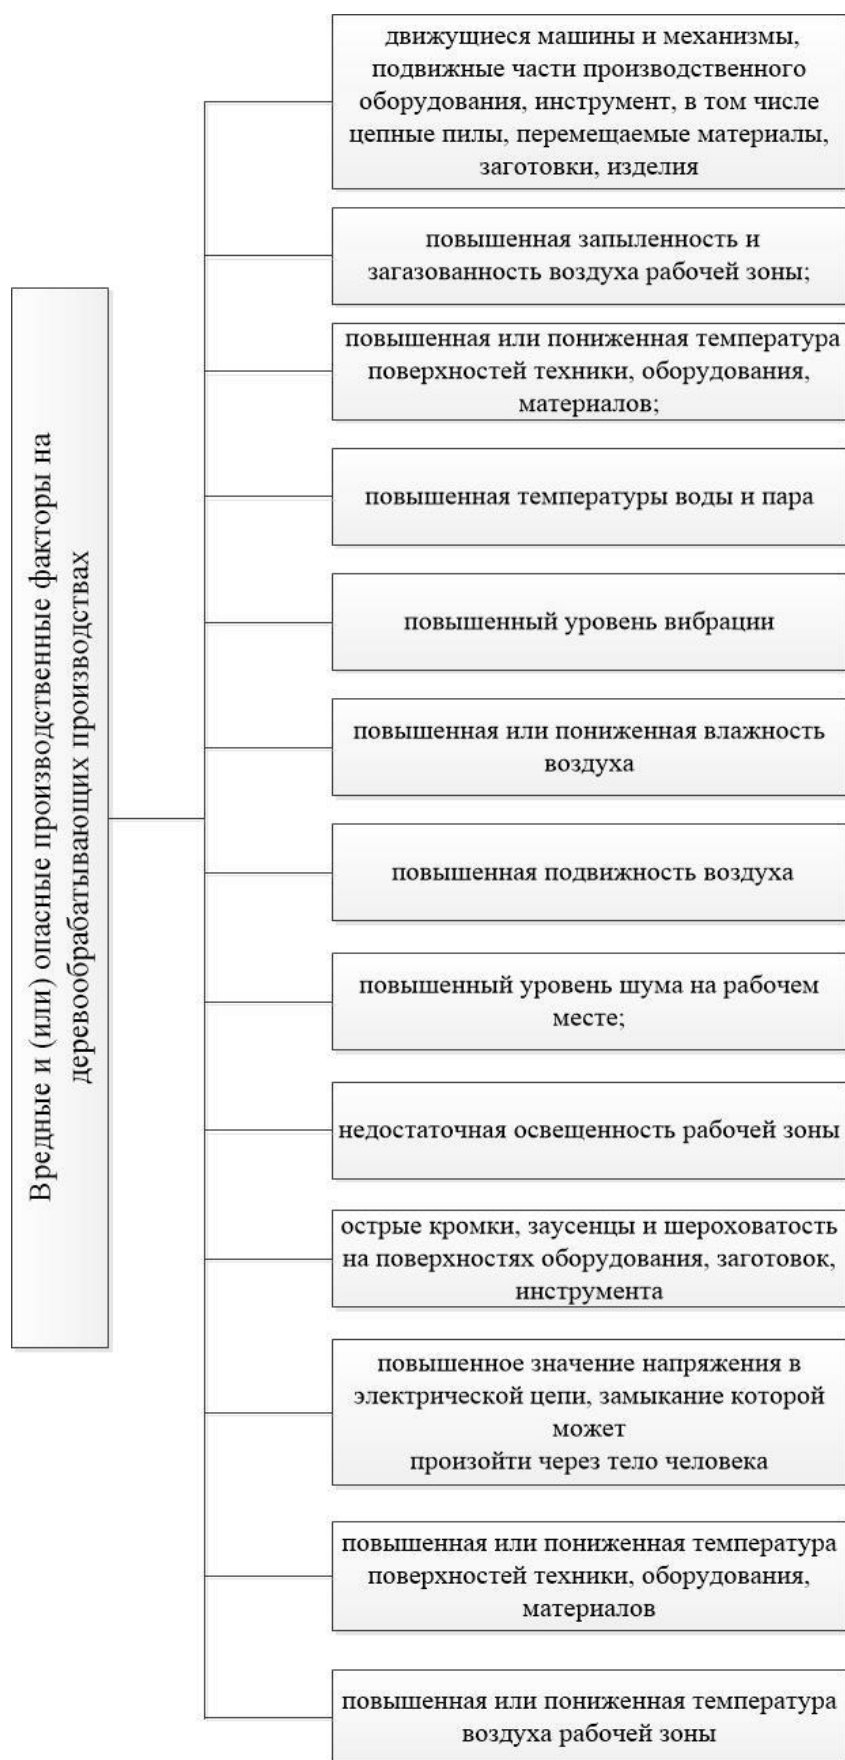 Вредные и (или) опасные производственные факторы на
деревообрабатывающих производствах
движущиеся машины и механизмы,
подвижные части производственного
оборудования, инструмент, в том числе
цепные пилы, перемещаемые материалы,
заготовки, изделия
повышенная запыленность и
загазованность воздуха рабочей зоны;
повышенная или пониженная температура
поверхностей техники, оборудования,
материалов;
повышенная температуры воды и пара
повышенный уровень вибрации
повышенная или пониженная влажность
воздуха
повышенная подвижность воздуха
повышенный уровень шума на рабочем
месте;
недостаточная освещенность рабочей зоны
острые кромки, заусенцы и шероховатость
на поверхностях оборудования, заготовок,
инструмента
повышенное значение напряжения в
электрической цепи, замыкание которой
может
произойти через тело человека
повышенная или пониженная температура
поверхностей техники, оборудования,
материалов
повышенная или пониженная температура
воздуха рабочей зоны